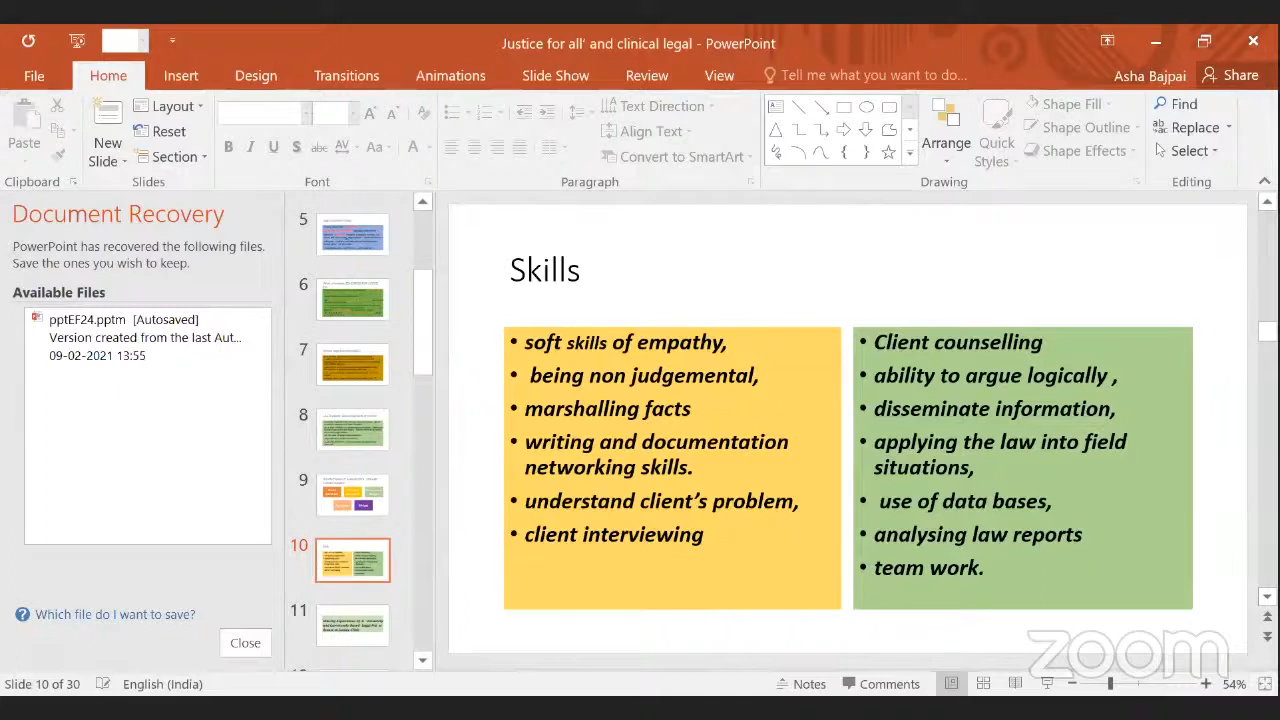 Justice for all' and clinical legal - PowerPoint
File
Home
Insert
Design
Transitions
Animations
Slide Show
Review
View
Tell me what you want to do...
Asha Bajpai
Share
Paste
Clipboard
New
Slide
Layout
Reset
Section
Slides
B I U S abc AV Aa A
Font
Text Direction
Align Text
Convert to SmartArt
Paragraph
Arrange
Quick
Styles
Shape Fill
Shape Outline
Shape Effects
Drawing
Find
Replace
Select
Editing
Document Recovery
PowerPoint has recovered the following files.
Save the ones you wish to keep.
Available Files
pptEF24.pptm [Autosaved]
Version created from the last Aut...
Which file do I want to save?
Close
5
6
7
8
9
10
11
Skills
• soft skills of empathy,
• being non judgemental,
• marshalling facts
• writing and documentation
networking skills.
• understand client's problem,
• client interviewing
• Client counselling
• ability to argue logically ,
• disseminate information,
• applying the law into field
situations,
• use of data bases,
• analysing law reports
• team work.
zoom
Slide 10 of 30
English (India)
Notes
Comments
54%